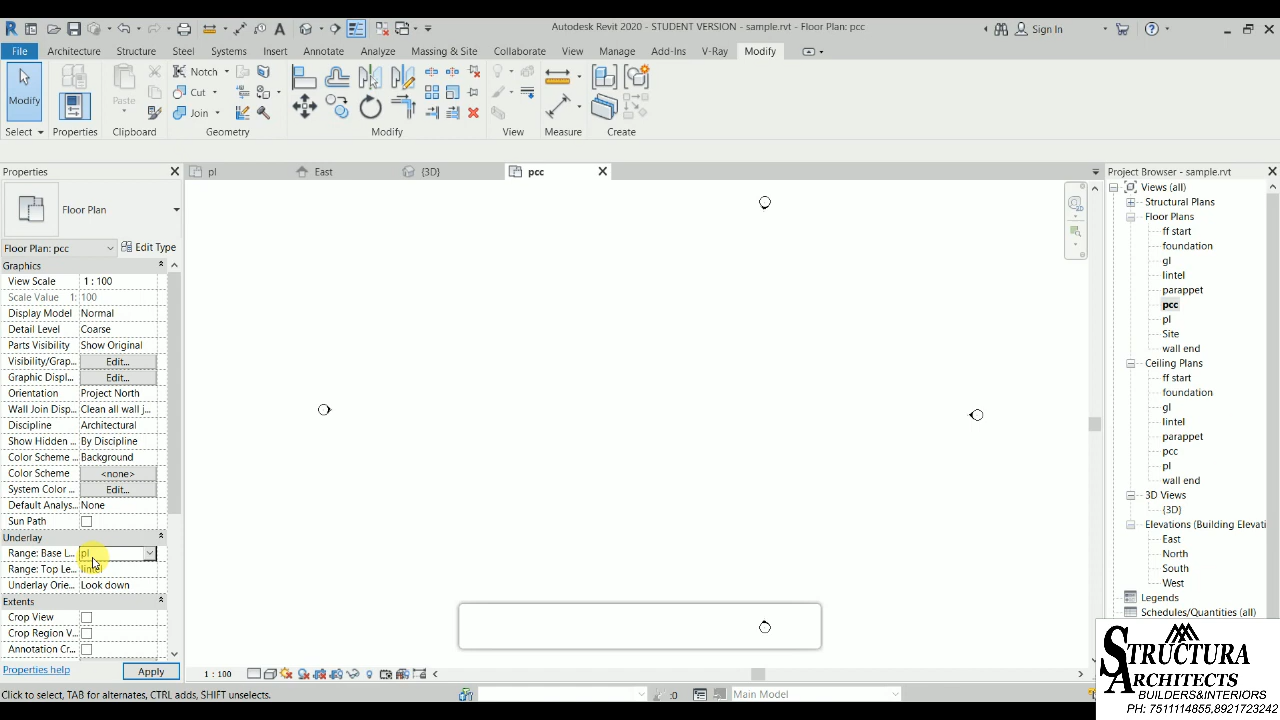 Autodesk Revit 2020 - STUDENT VERSION - sample.rvt - Floor Plan: pcc
Sign In
File Architecture Structure Steel Systems Insert Annotate Analyze Massing & Site Collaborate View Manage Add-Ins V-Ray Modify
Modify
Paste
Notch
Cut
Join
Select Properties Clipboard Geometry Modify View Measure Create
Properties
pl East {3D} pcc
Project Browser - sample.rvt
Floor Plan
Floor Plan: pcc Edit Type
Graphics
View Scale 1 : 100
Scale Value 1: 100
Display Model Normal
Detail Level Coarse
Parts Visibility Show Original
Visibility/Grap... Edit...
Graphic Displ... Edit...
Orientation Project North
Wall Join Disp... Clean all wall j...
Discipline Architectural
Show Hidden ... By Discipline
Color Scheme ... Background
Color Scheme <none>
System Color ... Edit...
Default Analys... None
Sun Path
Underlay
Range: Base L... pl
Range: Top Le... lintel
Underlay Orie... Look down
Extents
Crop View
Crop Region V...
Annotation Cr...
Properties help Apply
Views (all)
Structural Plans
Floor Plans
ff start
foundation
gl
lintel
parappet
pcc
pl
Site
wall end
Ceiling Plans
ff start
foundation
gl
lintel
parappet
pcc
pl
wall end
3D Views
{3D}
Elevations (Building Elevati
East
North
South
West
Legends
Schedules/Quantities (all)
1 : 100
Click to select, TAB for alternates, CTRL adds, SHIFT unselects.
:0
Main Model
STRUCTURA
ARCHITECTS
BUILDERS&INTERIORS
PH: 7511114855,8921723242